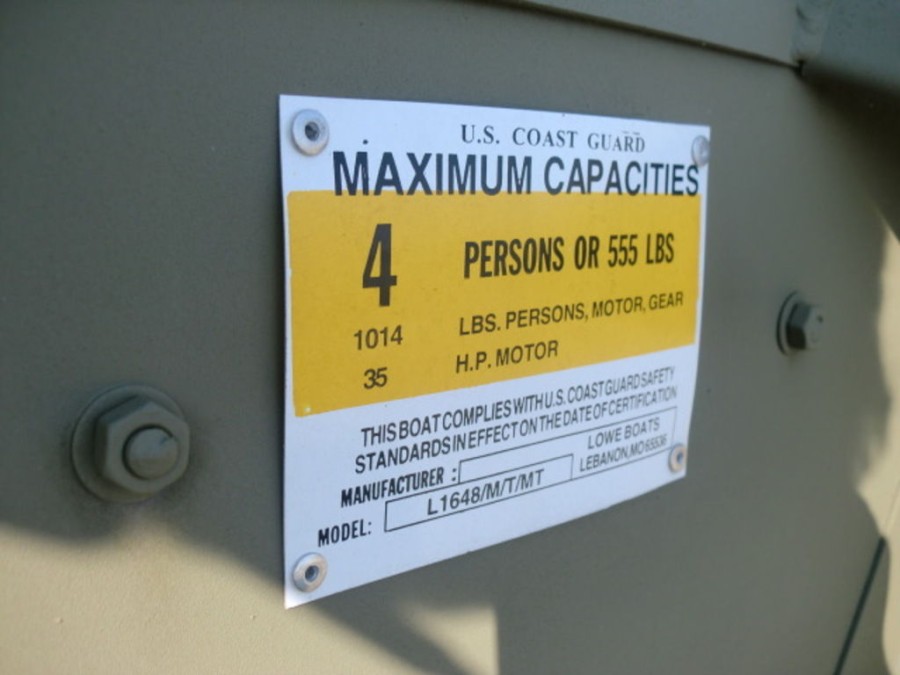 U.S. COAST GUARD
MAXIMUM CAPACITIES
4 PERSONS OR 555 LBS
1014 LBS. PERSONS, MOTOR, GEAR
35 H.P. MOTOR
THIS BOAT COMPLIES WITH U.S. COAST GUARD SAFETY
STANDARDS IN EFFECT ON THE DATE OF CERTIFICATION
MANUFACTURER : LOWE BOATS
LEBANON, MO 65536
MODEL: L1648/M/T/MT